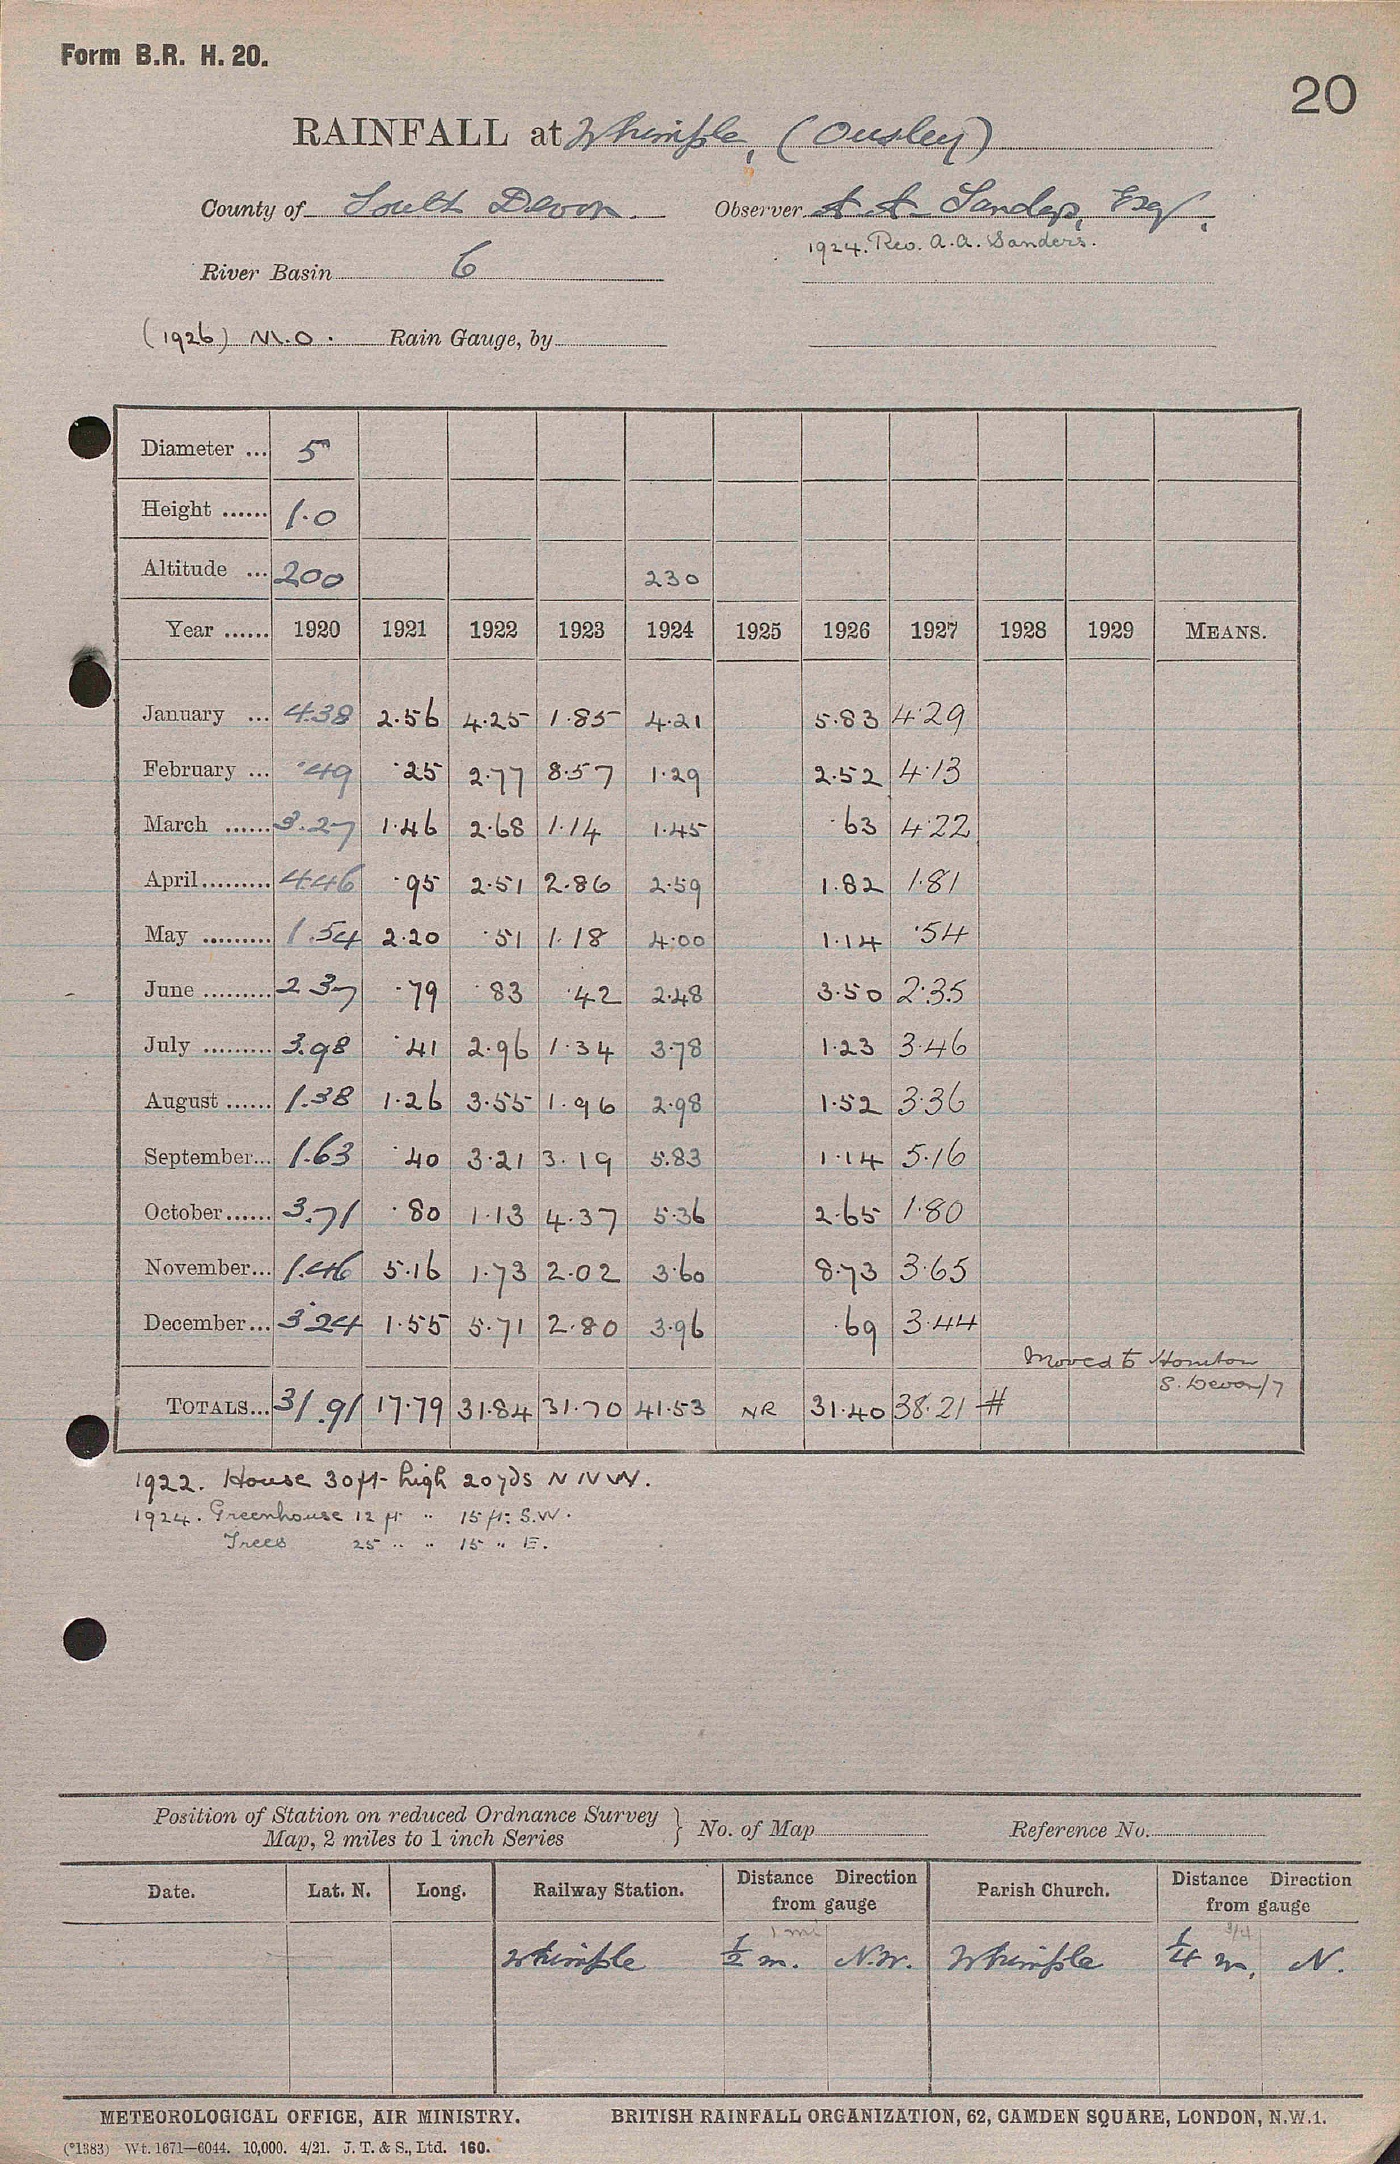 Form B.R. H. 20.
20
RAINFALL at Whimple, (Ousley)
County of South Devon. Observer A. A. Sanders, Esq.
1924. Rev. A.A. Sanders.
River Basin 6
(1926) M.O. Rain Gauge, by
Diameter ... 5"
Height ...... 1.0
Altitude ... 200 230
Year ...... 1920 1921 1922 1923 1924 1925 1926 1927 1928 1929 MEANS.
January ... 4.38 2.56 4.25 1.85 4.21 5.83 4.29
February ... .49 .25 2.77 8.57 1.29 2.52 4.13
March ...... 3.27 1.46 2.68 1.14 1.45 .63 4.22
April ......... 4.46 .95 2.51 2.86 2.59 1.82 1.81
May ......... 1.54 2.20 .51 1.18 4.00 1.14 .54
June ......... 2.37 .79 .83 .42 2.48 3.50 2.35
July ......... 3.98 .41 2.96 1.34 3.78 1.23 3.46
August ...... 1.38 1.26 3.55 1.96 2.98 1.52 3.36
September... 1.63 .40 3.21 3.19 5.83 1.14 5.16
October...... 3.71 .80 1.13 4.37 5.36 2.65 1.80
November... 1.46 5.16 1.73 2.02 3.60 8.73 3.65
December... 3.24 1.55 5.71 2.80 3.96 .69 3.44
Moved to Honiton
S. Devon/7
TOTALS... 31.91 17.79 31.84 31.70 41.53 NR 31.40 38.21 #
1922. House 30ft high 20yds NNW.
1924. Greenhouse 12 ft " 15 ft. S.W.
Trees 25 " " 15 " E.
Position of Station on reduced Ordnance Survey
Map, 2 miles to 1 inch Series } No. of Map Reference No.
Date. Lat. N. Long. Railway Station. Distance Direction from gauge Parish Church. Distance Direction from gauge
1 mi 3/4
Whimple 1/2 m. N.W. Whimple 1/4 m. N.
METEOROLOGICAL OFFICE, AIR MINISTRY. BRITISH RAINFALL ORGANIZATION, 62, CAMDEN SQUARE, LONDON, N.W.1.
(*1383) Wt. 1671—6044. 10,000. 4/21. J. T. & S., Ltd. 160.